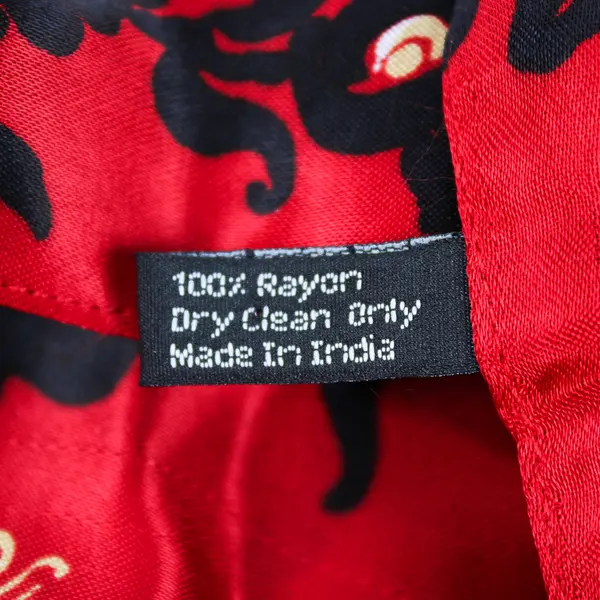 100% Rayon
Dry Clean Only
Made In India